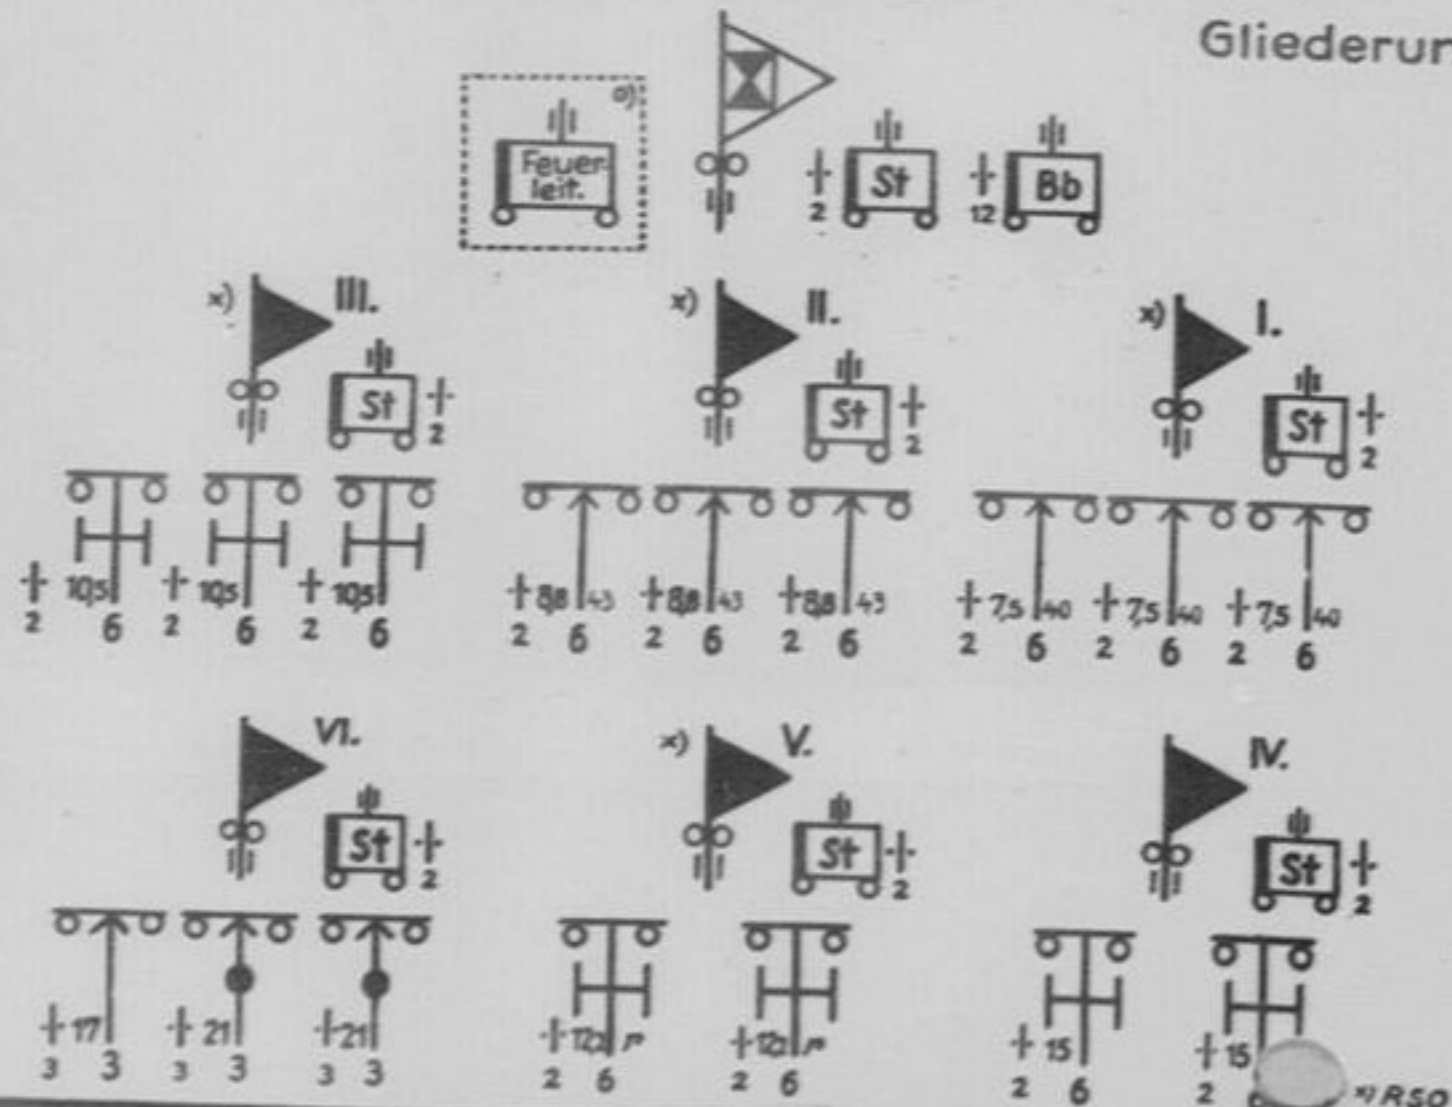 Gliederun
o)
Feuer-
leit.
2 St 12 Bb
x) III. x) II. x) I.
St 2 St 2 St 2
10,5 10,5 10,5 8,8 43 8,8 43 8,8 43 7,5 40 7,5 40 7,5 40
2 6 2 6 2 6 2 6 2 6 2 6 2 6 2 6 2 6
VI. x) V. IV.
St 2 St 2 St 2
17 21 21 15 15
3 3 3 3 3 3 2 6 2 6 2 6 2
x) RSO